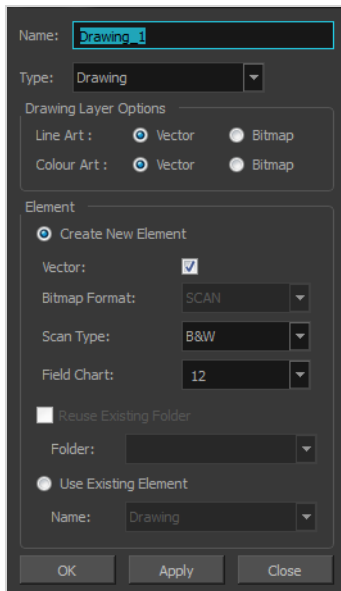 Name: Drawing_1
Type: Drawing
Drawing Layer Options
Line Art : Vector Bitmap
Colour Art : Vector Bitmap
Element
Create New Element
Vector:
Bitmap Format: SCAN
Scan Type: B&W
Field Chart: 12
Reuse Existing Folder
Folder:
Use Existing Element
Name: Drawing
OK Apply Close